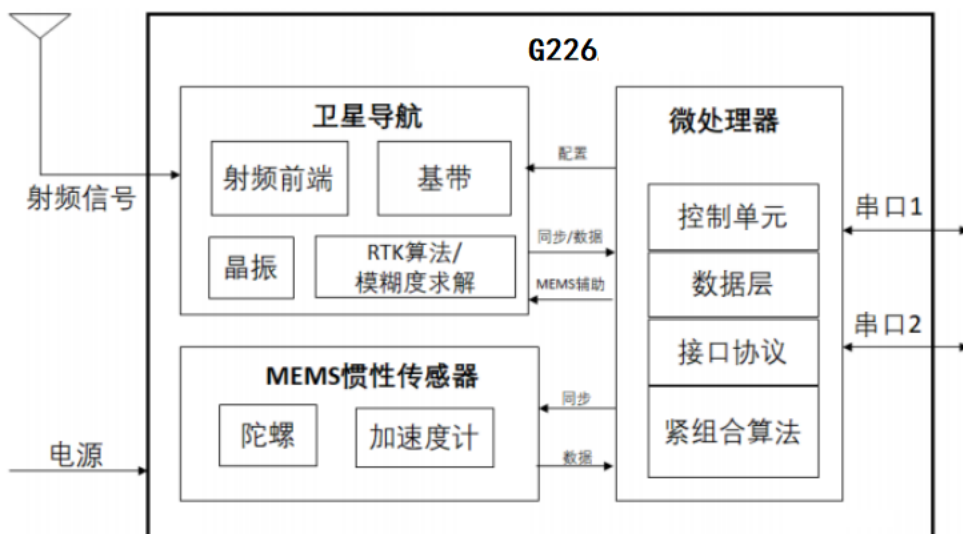 G226
卫星导航
射频前端
基带
晶振
RTK算法/
模糊度求解
射频信号
配置
同步/数据
MEMS辅助
微处理器
控制单元
数据层
接口协议
紧组合算法
串口1
串口2
MEMS惯性传感器
陀螺
加速度计
同步
数据
电源